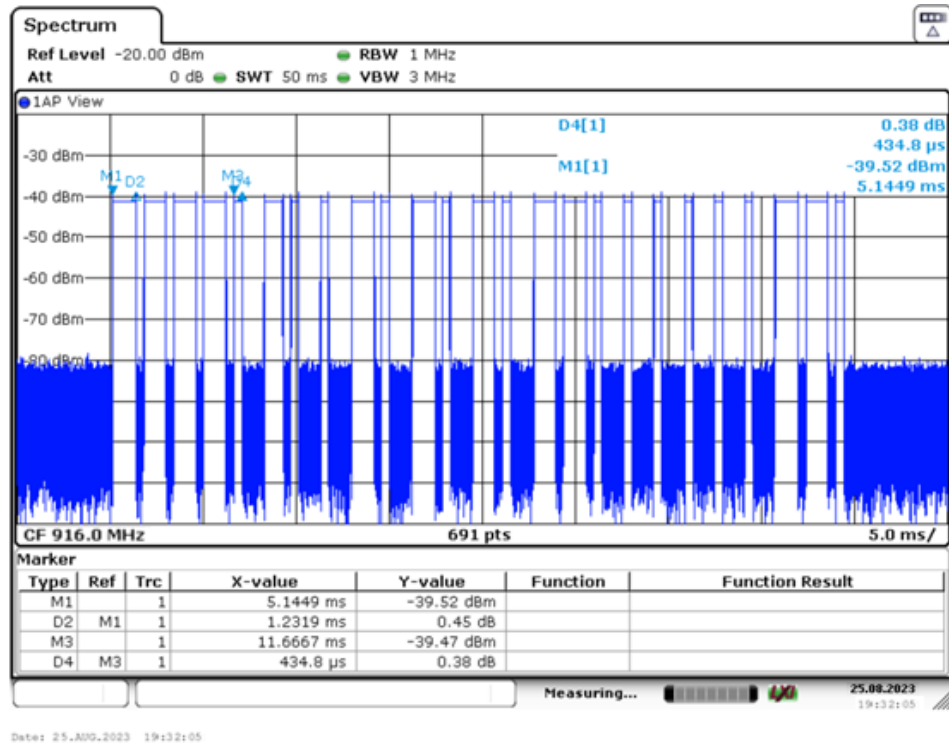 Spectrum
Ref Level -20.00 dBm RBW 1 MHz
Att 0 dB SWT 50 ms VBW 3 MHz
1AP View
D4[1] 0.38 dB
434.8 µs
M1[1] -39.52 dBm
5.1449 ms
-30 dBm
M1 D2 M3 D4
-40 dBm
-50 dBm
-60 dBm
-70 dBm
-80 dBm
CF 916.0 MHz 691 pts 5.0 ms/
Marker
Type Ref Trc X-value Y-value Function Function Result
M1 1 5.1449 ms -39.52 dBm
D2 M1 1 1.2319 ms 0.45 dB
M3 1 11.6667 ms -39.47 dBm
D4 M3 1 434.8 µs 0.38 dB
Measuring... LXI 25.08.2023
19:32:05
Date: 25.AUG.2023 19:32:05